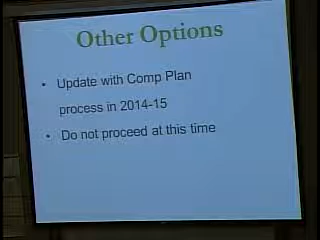 Other Options
• Update with Comp Plan
process in 2014-15
• Do not proceed at this time